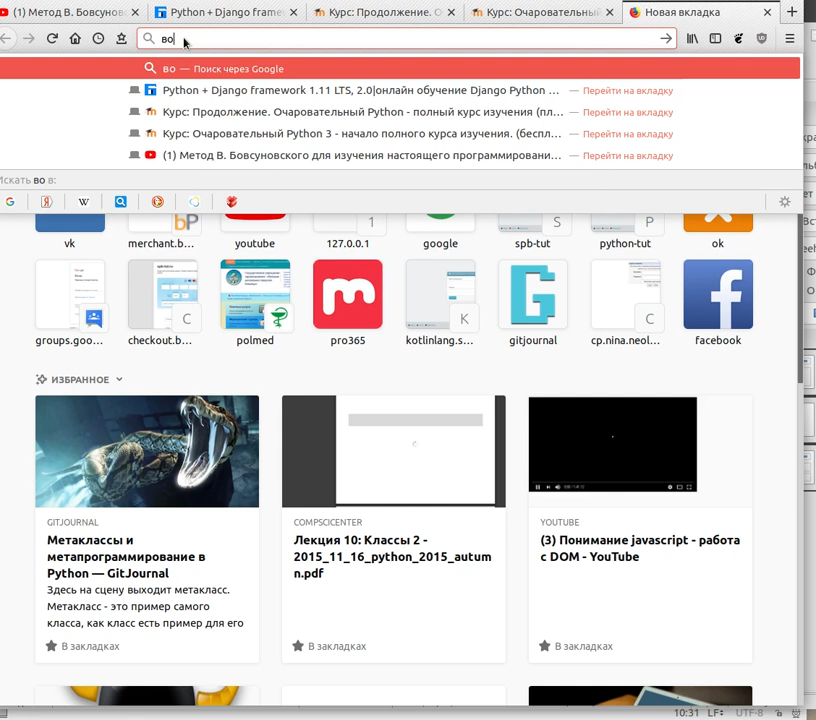 (1) Метод В. Бовсунов
Python + Django frame
Курс: Продолжение. О
Курс: Очаровательный
Новая вкладка
во
во — Поиск через Google
Python + Django framework 1.11 LTS, 2.0|онлайн обучение Django Python ... — Перейти на вкладку
Курс: Продолжение. Очаровательный Python - полный курс изучения (пл... — Перейти на вкладку
Курс: Очаровательный Python 3 - начало полного курса изучения. (беспл... — Перейти на вкладку
(1) Метод В. Бовсуновского для изучения настоящего программировани... — Перейти на вкладку
Искать во в:
vk
merchant.b...
youtube
127.0.0.1
google
spb-tut
python-tut
ok
groups.goo...
checkout.b...
polmed
pro365
kotlinlang.s...
gitjournal
cp.nina.neol...
facebook
ИЗБРАННОЕ
GITJOURNAL
Метаклассы и
метапрограммирование в
Python — GitJournal
Здесь на сцену выходит метакласс.
Метакласс - это пример самого
класса, как класс есть пример для его
В закладках
COMPSCICENTER
Лекция 10: Классы 2 -
2015_11_16_python_2015_autum
n.pdf
В закладках
YOUTUBE
(3) Понимание javascript - работа
с DOM - YouTube
В закладках
10:31 LF UTF-8